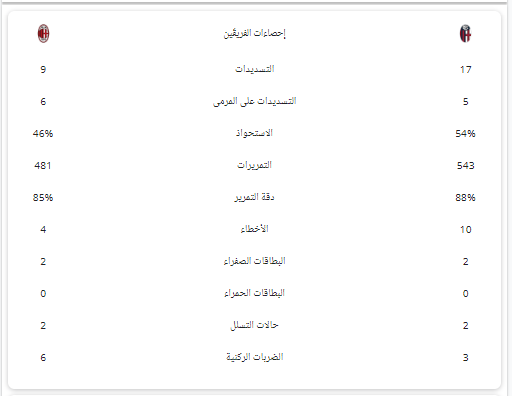 إحصاءات الفريقين
17 التسديدات 9
5 التسديدات على المرمى 6
54% الاستحواذ 46%
543 التمريرات 481
88% دقة التمرير 85%
10 الأخطاء 4
2 البطاقات الصفراء 2
0 البطاقات الحمراء 0
2 حالات التسلل 2
3 الضربات الركنية 6